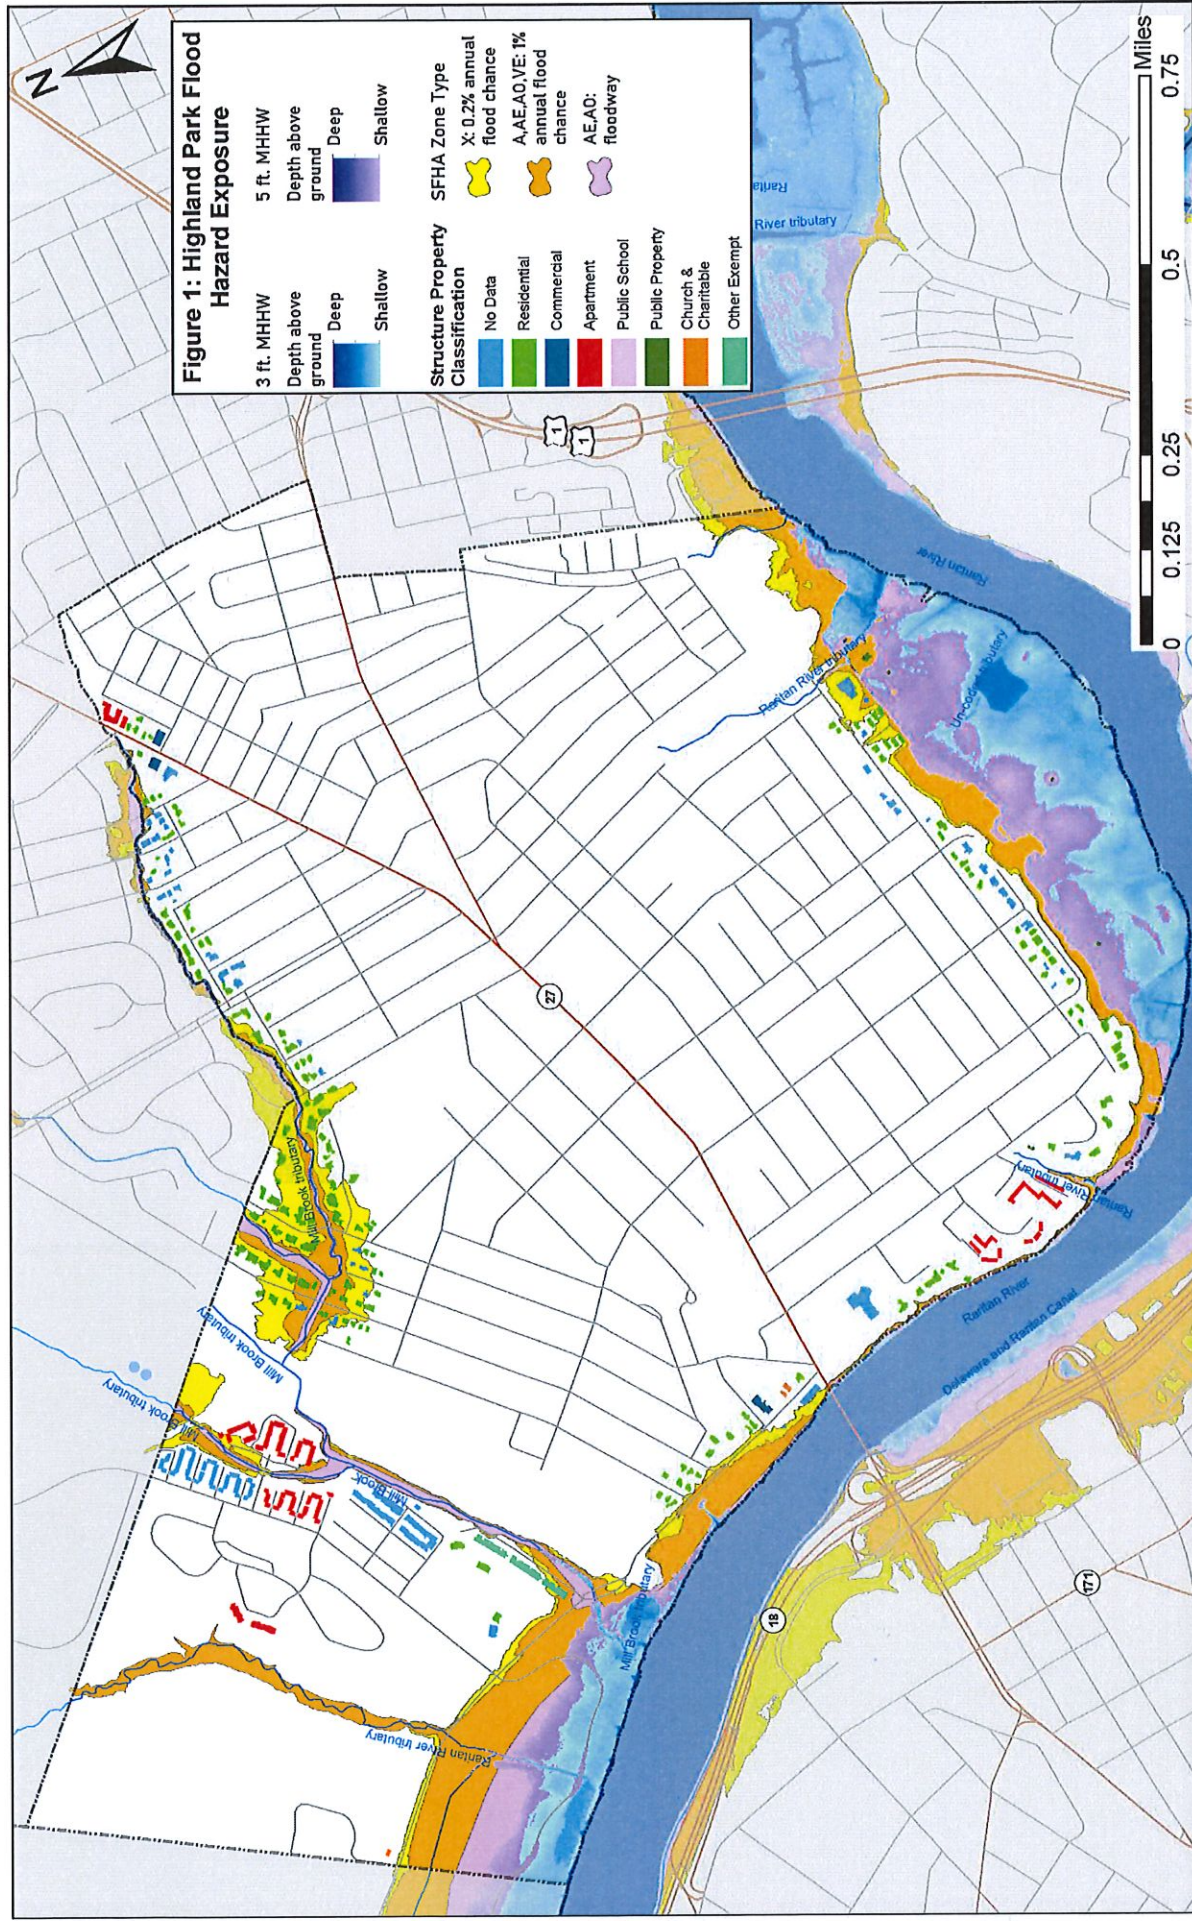 N
Figure 1: Highland Park Flood
Hazard Exposure
3 ft. MHHW
Depth above
ground
Deep
Shallow
5 ft. MHHW
Depth above
ground
Deep
Shallow
Structure Property
Classification
No Data
Residential
Commercial
Apartment
Public School
Public Property
Church &
Charitable
Other Exempt
SFHA Zone Type
X: 0.2% annual
flood chance
A,AE,AO,VE: 1%
annual flood
chance
AE,AO:
floodway
Mill Brook tributary
Mill Brook tributary
Mill Brook tributary
Mill Brook
Mill Brook tributary
Raritan River tributary
27
1
1
River tributary
Raritan River
Raritan River tributary
Un-coded tributary
Raritan River tributary
Raritan River
Delaware and Raritan Canal
18
171
0
0.125
0.25
0.5
0.75
Miles